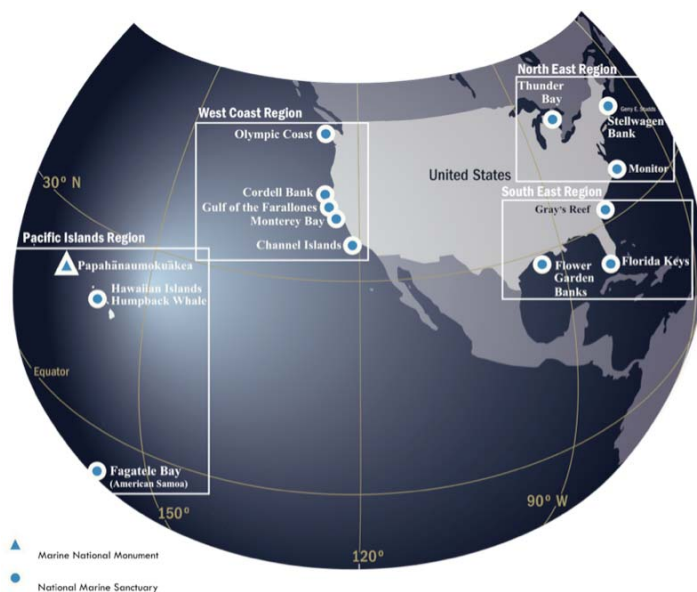 North East Region
Thunder
Bay
Gerry E. Studds
Stellwagen
Bank
Monitor
West Coast Region
Olympic Coast
Cordell Bank
Gulf of the Farallones
Monterey Bay
Channel Islands
United States
South East Region
Gray's Reef
Flower
Garden
Banks
Florida Keys
30° N
Pacific Islands Region
Papahānaumokuākea
Hawaiian Islands
Humpback Whale
Equator
Fagatele Bay
(American Samoa)
150°
120°
90° W
Marine National Monument
National Marine Sanctuary